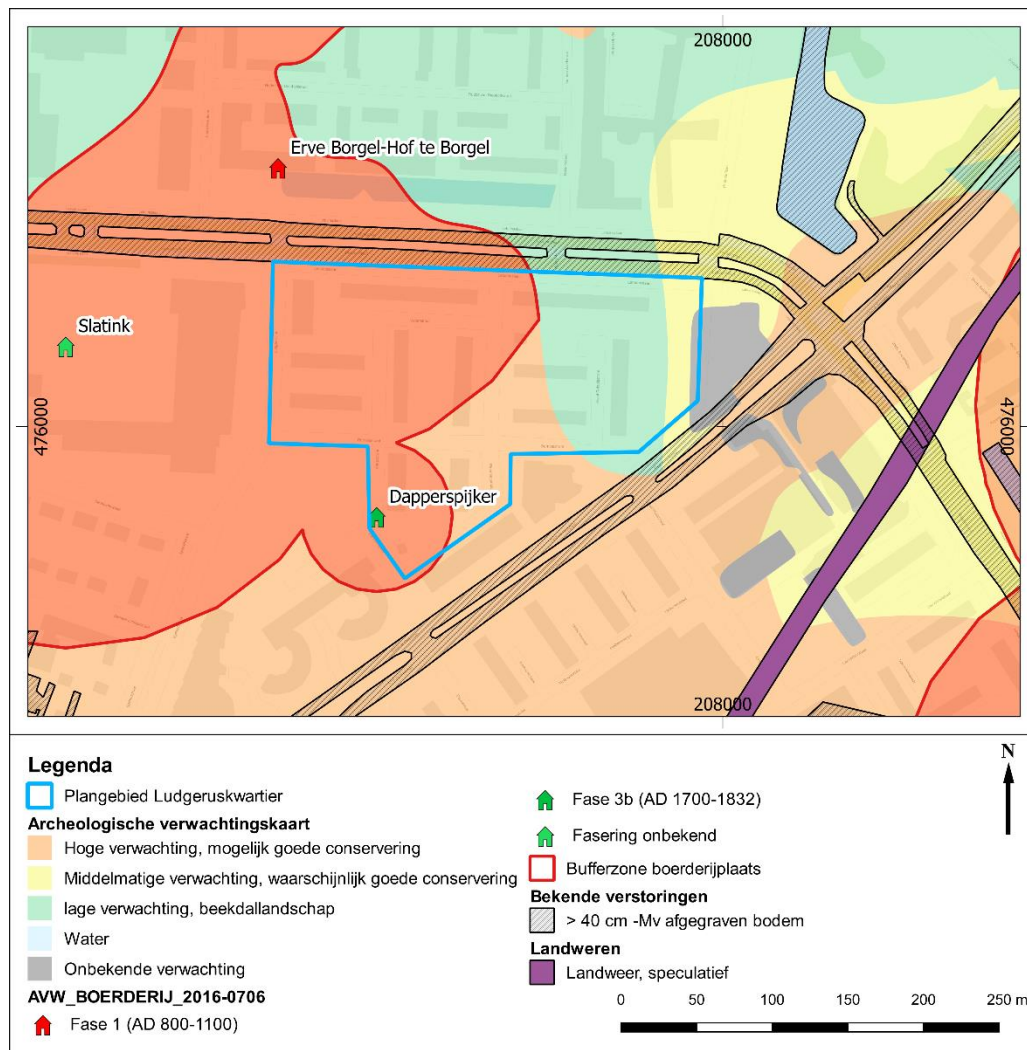 208000
Erve Borgel-Hof te Borgel
Slatink
476000
476000
Dapperspijker
208000
Legenda
Plangebied Ludgeruskwartier
Archeologische verwachtingskaart
Hoge verwachting, mogelijk goede conservering
Middelmatige verwachting, waarschijnlijk goede conservering
lage verwachting, beekdallandschap
Water
Onbekende verwachting
AVW_BOERDERIJ_2016-0706
Fase 1 (AD 800-1100)
Fase 3b (AD 1700-1832)
Fasering onbekend
Bufferzone boerderijplaats
Bekende verstoringen
> 40 cm -Mv afgegraven bodem
Landweren
Landweer, speculatief
N
0 50 100 150 200 250 m